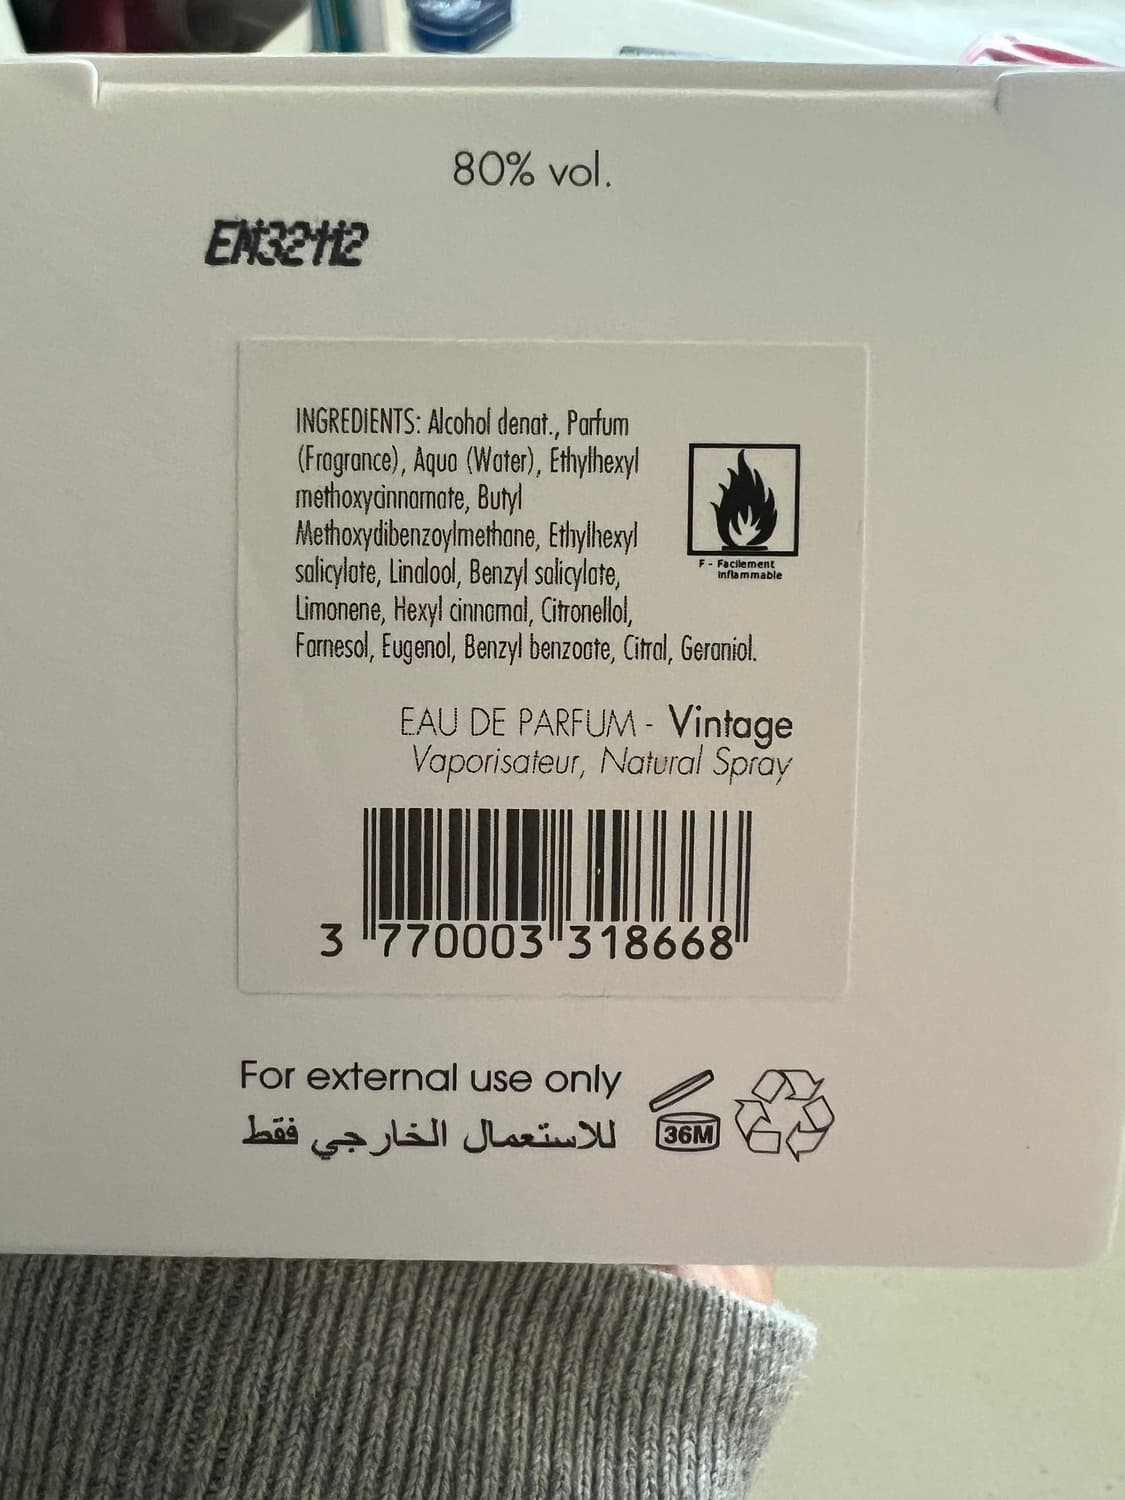 80% vol.
EN32112
INGREDIENTS: Alcohol denat., Parfum
(Fragrance), Aqua (Water), Ethylhexyl
methoxycinnamate, Butyl
Methoxydibenzoylmethane, Ethylhexyl
salicylate, Linalool, Benzyl salicylate,
Limonene, Hexyl cinnamal, Citronellol,
Farnesol, Eugenol, Benzyl benzoate, Citral, Geraniol.
F - Facilement
inflammable
EAU DE PARFUM - Vintage
Vaporisateur, Natural Spray
3 770003 318668
For external use only
للاستعمال الخارجي فقط
36M